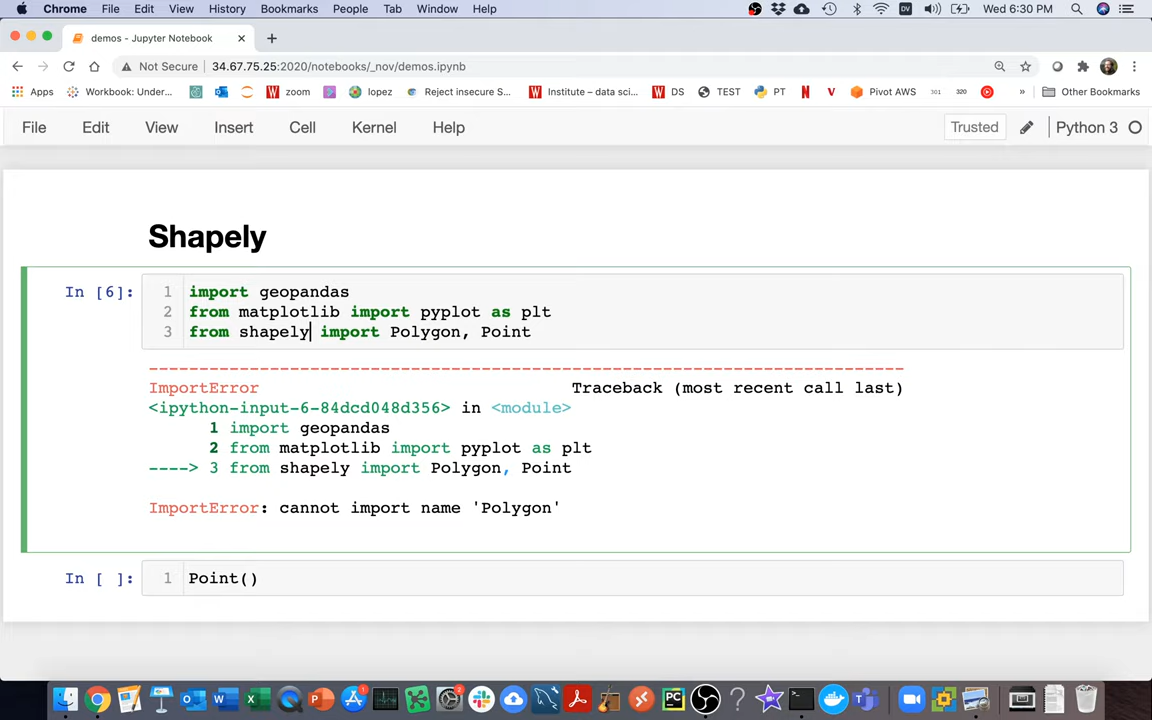 Chrome File Edit View History Bookmarks People Tab Window Help Wed 6:30 PM
demos - Jupyter Notebook
Not Secure 34.67.75.25:2020/notebooks/_nov/demos.ipynb
Apps Workbook: Under... zoom lopez Reject insecure S... Institute – data sci... DS TEST PT Pivot AWS Other Bookmarks
File Edit View Insert Cell Kernel Help Trusted Python 3
Shapely
In [6]: 1 import geopandas
2 from matplotlib import pyplot as plt
3 from shapely import Polygon, Point
---------------------------------------------------------------------------
ImportError Traceback (most recent call last)
<ipython-input-6-84dcd048d356> in <module>
1 import geopandas
2 from matplotlib import pyplot as plt
----> 3 from shapely import Polygon, Point
ImportError: cannot import name 'Polygon'
In [ ]: 1 Point()